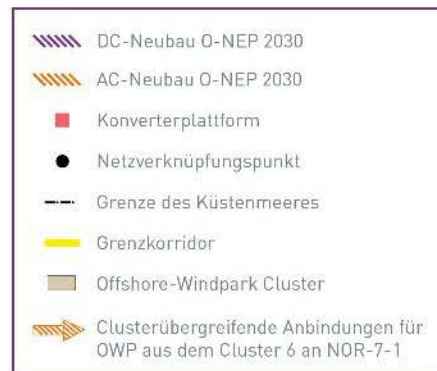 DC-Neubau O-NEP 2030
AC-Neubau O-NEP 2030
Konverterplattform
Netzverknüpfungspunkt
Grenze des Küstenmeeres
Grenzkorridor
Offshore-Windpark Cluster
Clusterübergreifende Anbindungen für
OWP aus dem Cluster 6 an NOR-7-1